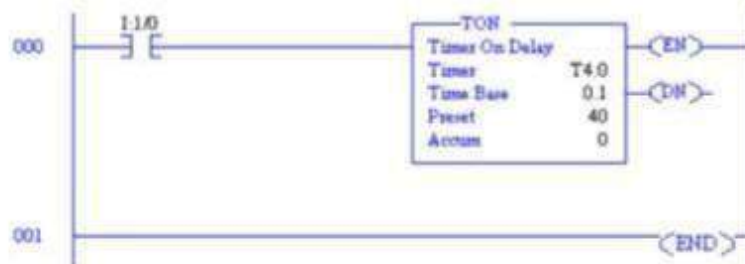 I:1/0
TON
000
Timer On Delay
EN
Timer T4:0
Time Base 0.1
DN
Preset 40
Accum 0
001
END